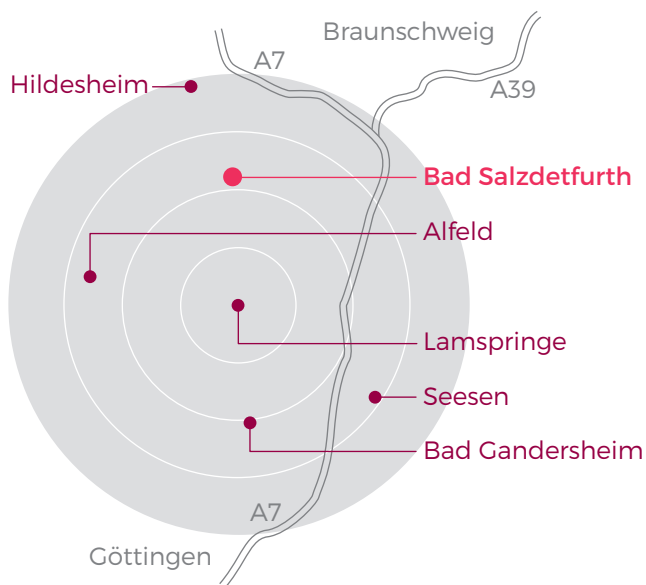 Braunschweig
A7
Hildesheim
A39
Bad Salzdetfurth
Alfeld
Lamspringe
Seesen
Bad Gandersheim
A7
Göttingen